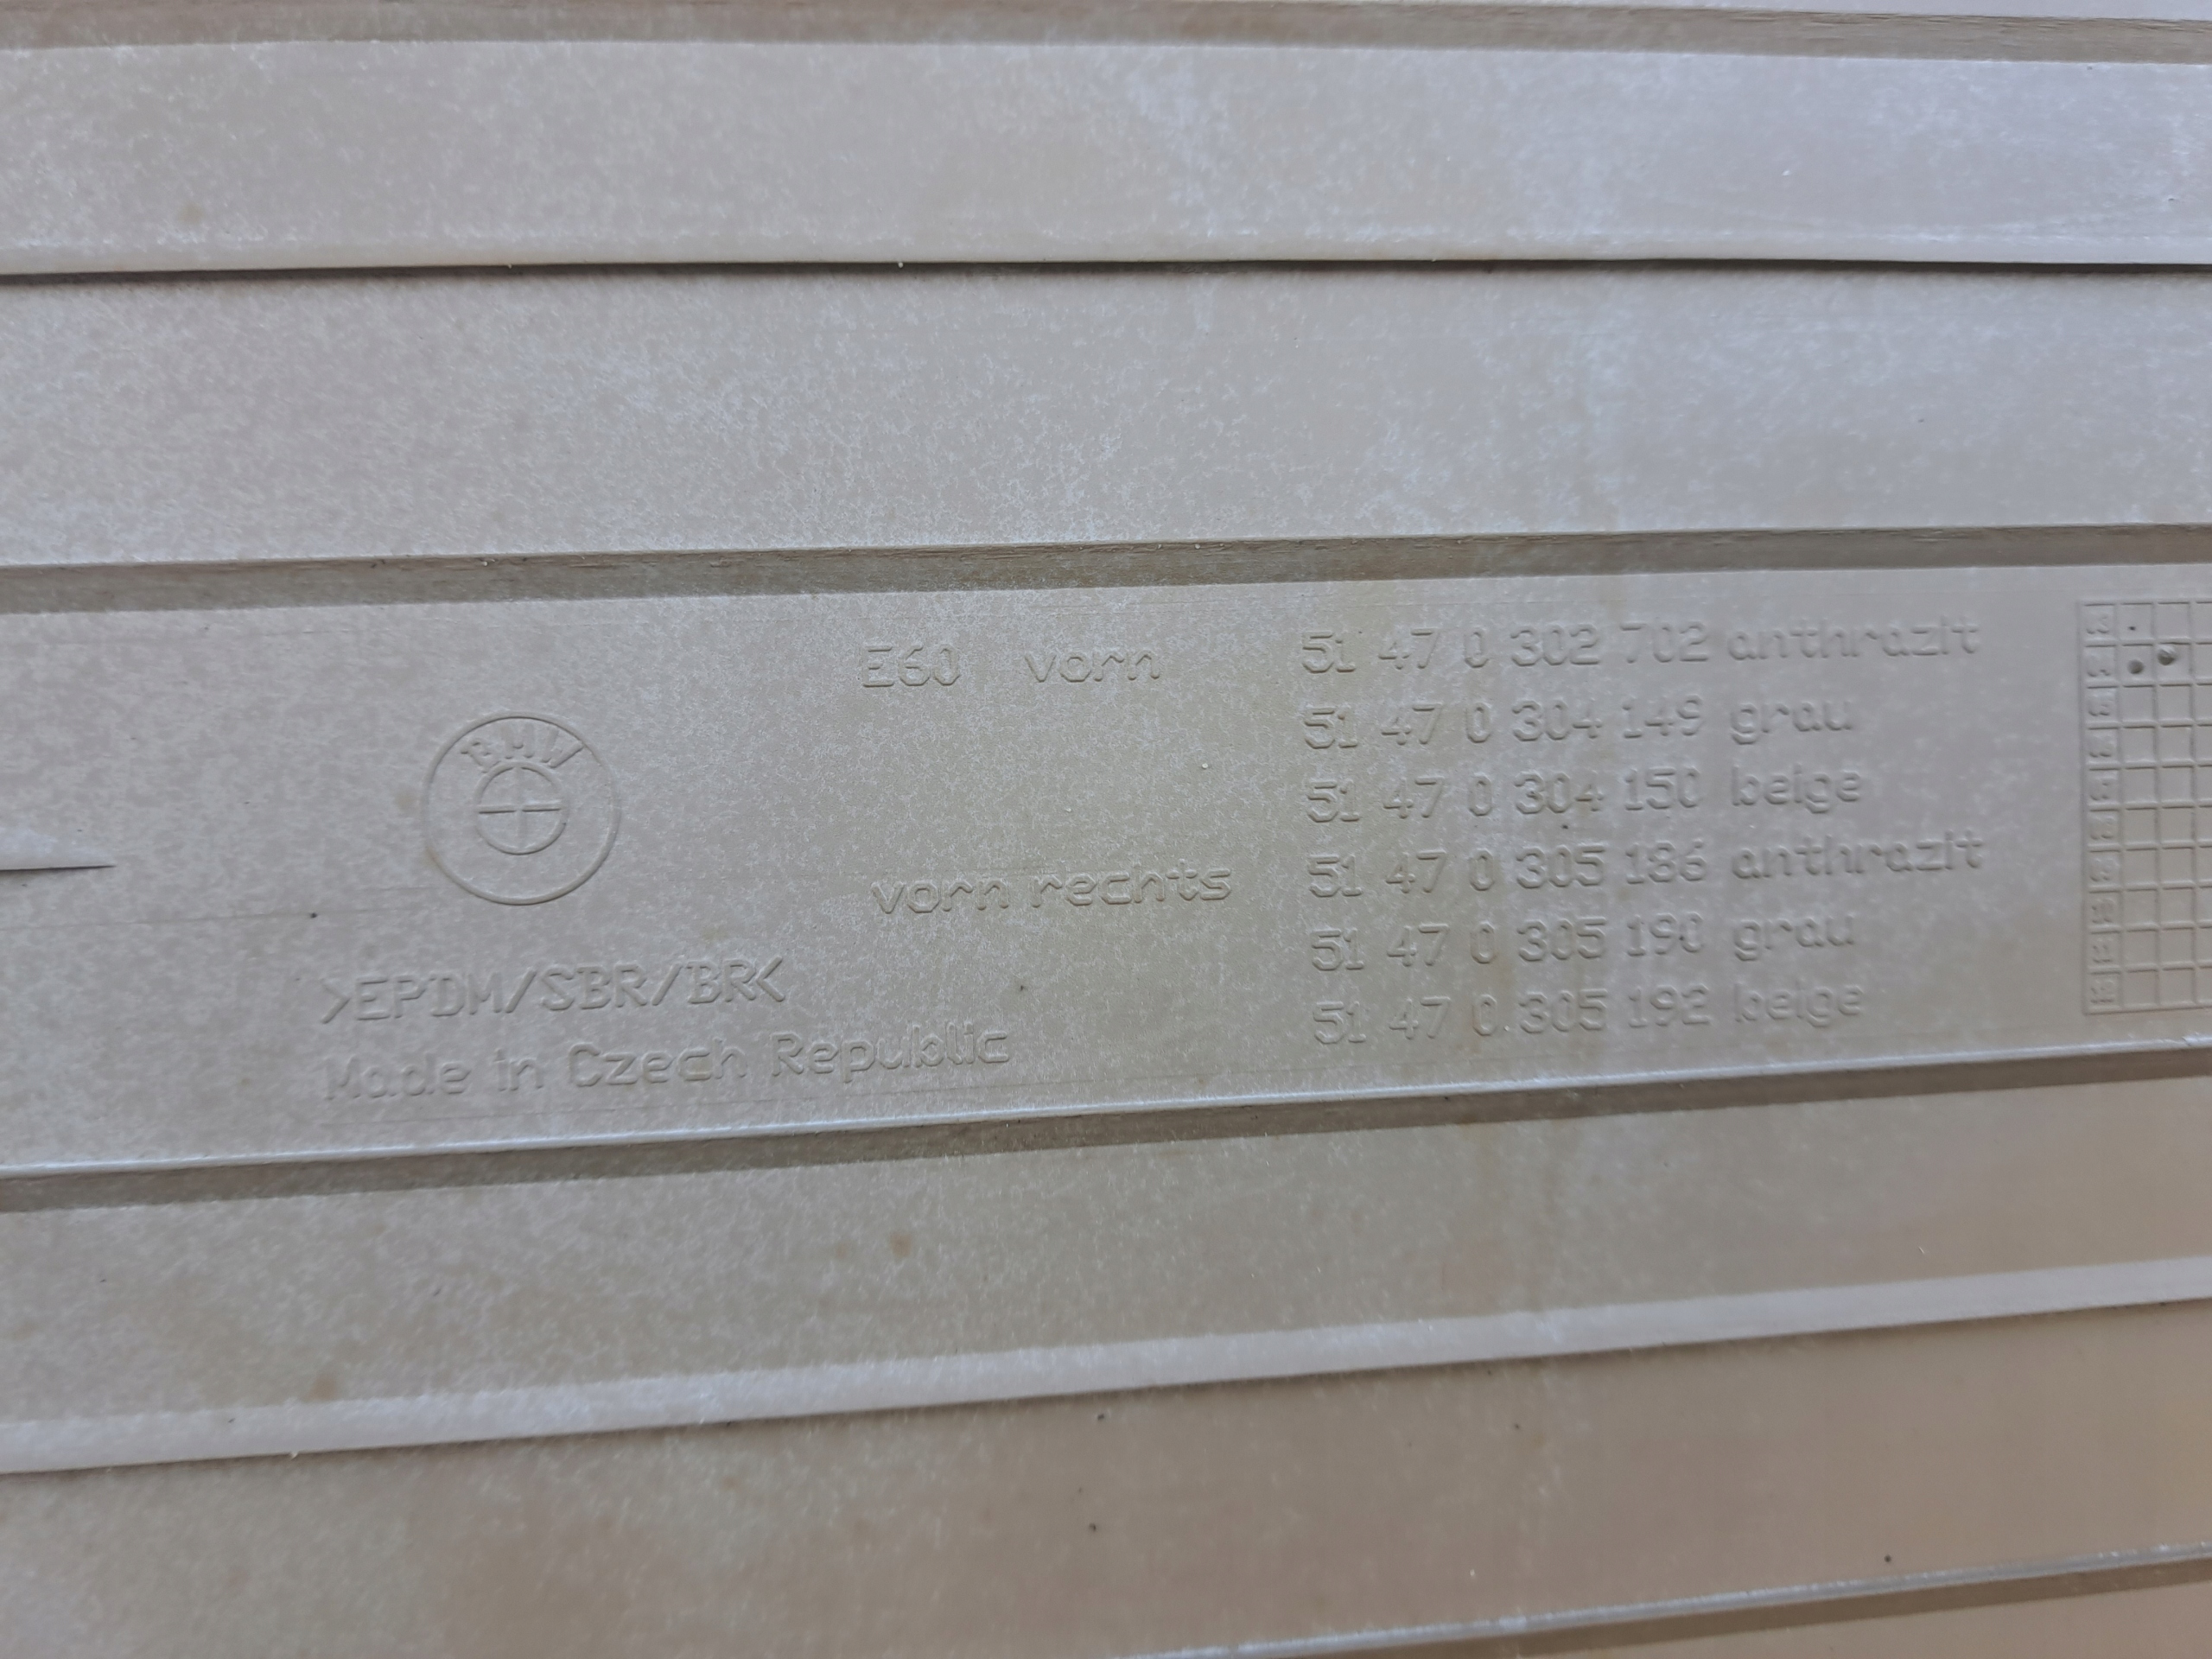 E60 vorn 51 47 0 302 702 anthrazit
51 47 0 304 149 grau
BMW
51 47 0 304 150 beige
vorn rechts 51 47 0 305 186 anthrazit
51 47 0 305 190 grau
>EPDM/SBR/BR<
51 47 0 305 192 beige
Made in Czech Republic